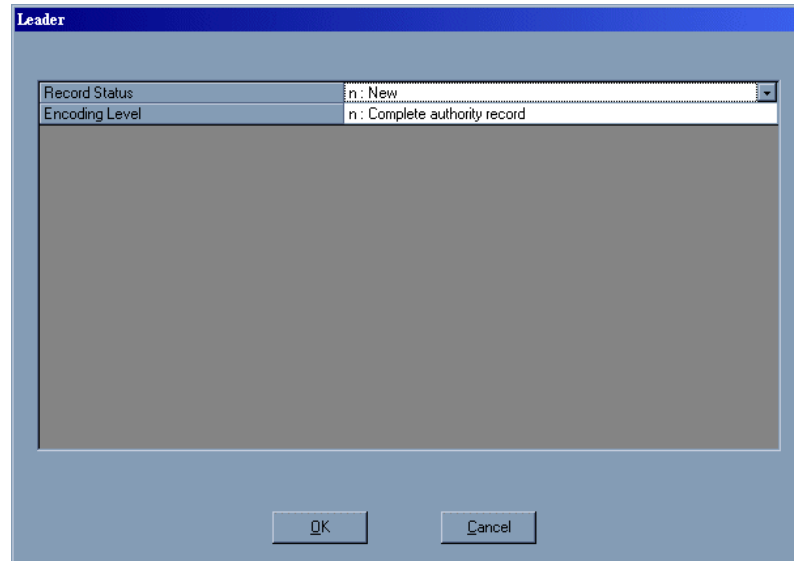 Leader
Record Status n : New
Encoding Level n : Complete authority record
OK Cancel